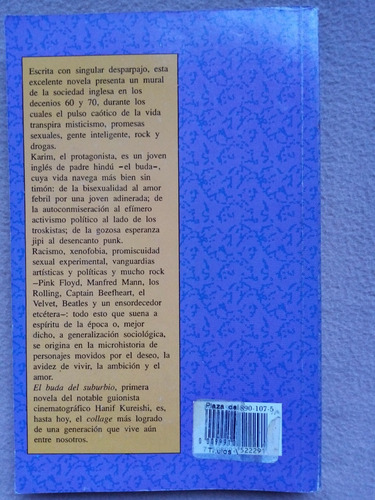 Escrita con singular desparpajo, esta
excelente novela presenta un mural
de la sociedad inglesa en los
decenios 60 y 70, durante los
cuales el pulso caótico de la vida
transpira misticismo, promesas
sexuales, gente inteligente, rock y
drogas.
Karim, el protagonista, es un joven
inglés de padre hindú –el buda–,
cuya vida navega más bien sin
timón: de la bisexualidad al amor
febril por una joven adinerada; de
la autoconmiseración al efímero
activismo político al lado de los
troskistas; de la gozosa esperanza
jipi al desencanto punk.
Racismo, xenofobia, promiscuidad
sexual experimental, vanguardias
artísticas y políticas y mucho rock
–Pink Floyd, Manfred Mann, los
Rolling, Captain Beefheart, el
Velvet, Beatles y un ensordecedor
etcétera–: todo esto que suena a
espíritu de la época o, mejor
dicho, a generalización sociológica,
se origina en la microhistoria de
personajes movidos por el deseo, la
avidez de vivir, la ambición y el
amor.
El buda del suburbio, primera
novela del notable guionista
cinematográfico Hanif Kureishi, es,
hasta hoy, el collage más logrado
de una generación que vive aún
entre nosotros.
Plaza de 890-107-5